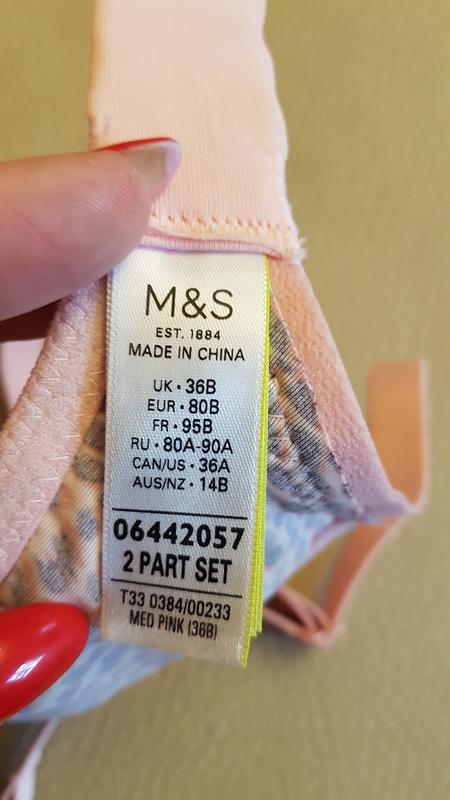 M&S
EST. 1884
MADE IN CHINA
UK • 36B
EUR • 80B
FR • 95B
RU • 80A-90A
CAN/US • 36A
AUS/NZ • 14B
06442057
2 PART SET
T33 0384/00233
MED PINK (36B)